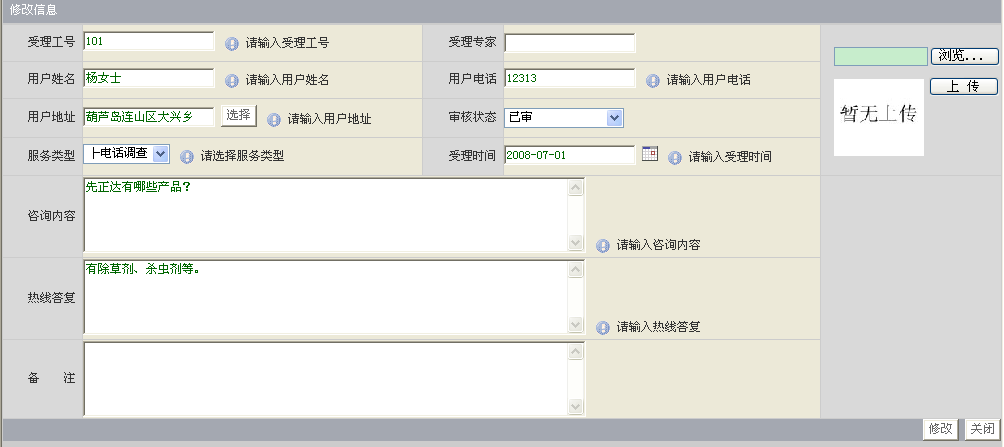 修改信息
受理工号 101 请输入受理工号 受理专家 浏览...
用户姓名 杨女士 请输入用户姓名 用户电话 12313 请输入用户电话 上 传
用户地址 葫芦岛连山区大兴乡 选择 请输入用户地址 审核状态 已审 暂无上传
服务类型 ├电话调查 请选择服务类型 受理时间 2008-07-01 请输入受理时间
先正达有哪些产品?
咨询内容
请输入咨询内容
有除草剂、杀虫剂等。
热线答复
请输入热线答复
备 注
修改 关闭